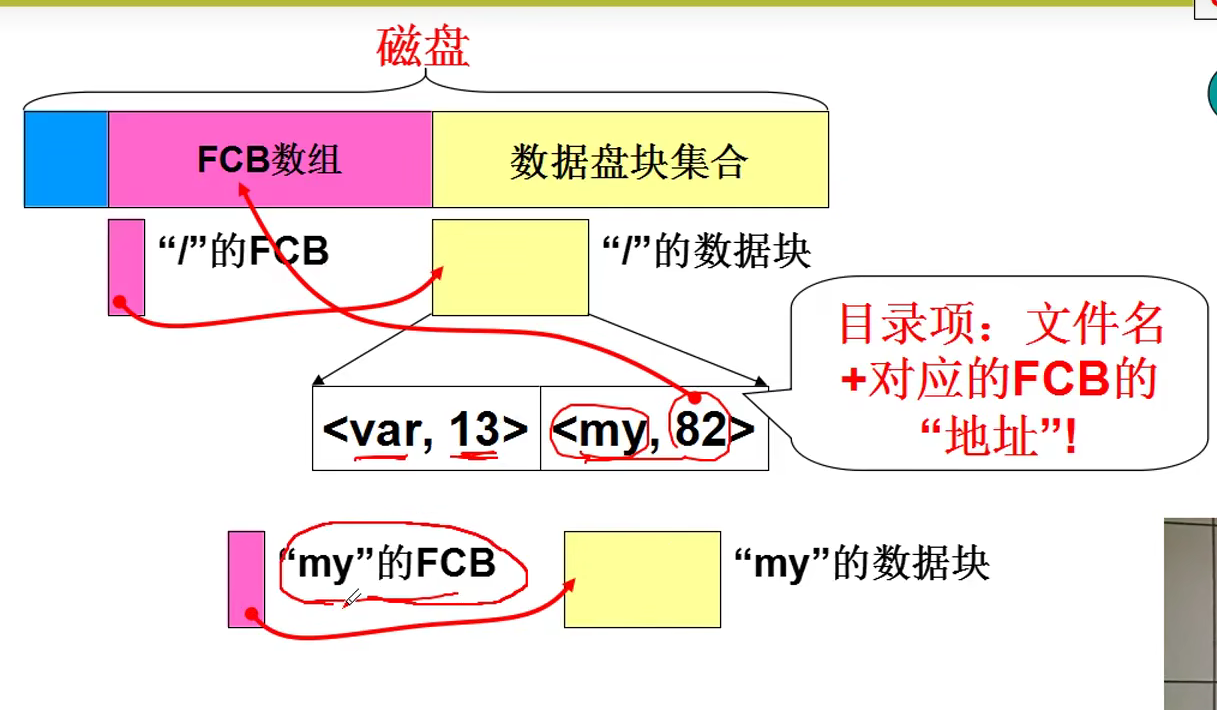 磁盘
FCB数组
数据盘块集合
“/”的FCB
“/”的数据块
目录项：文件名
+对应的FCB的
“地址”!
<var, 13>
<my, 82>
“my”的FCB
“my”的数据块